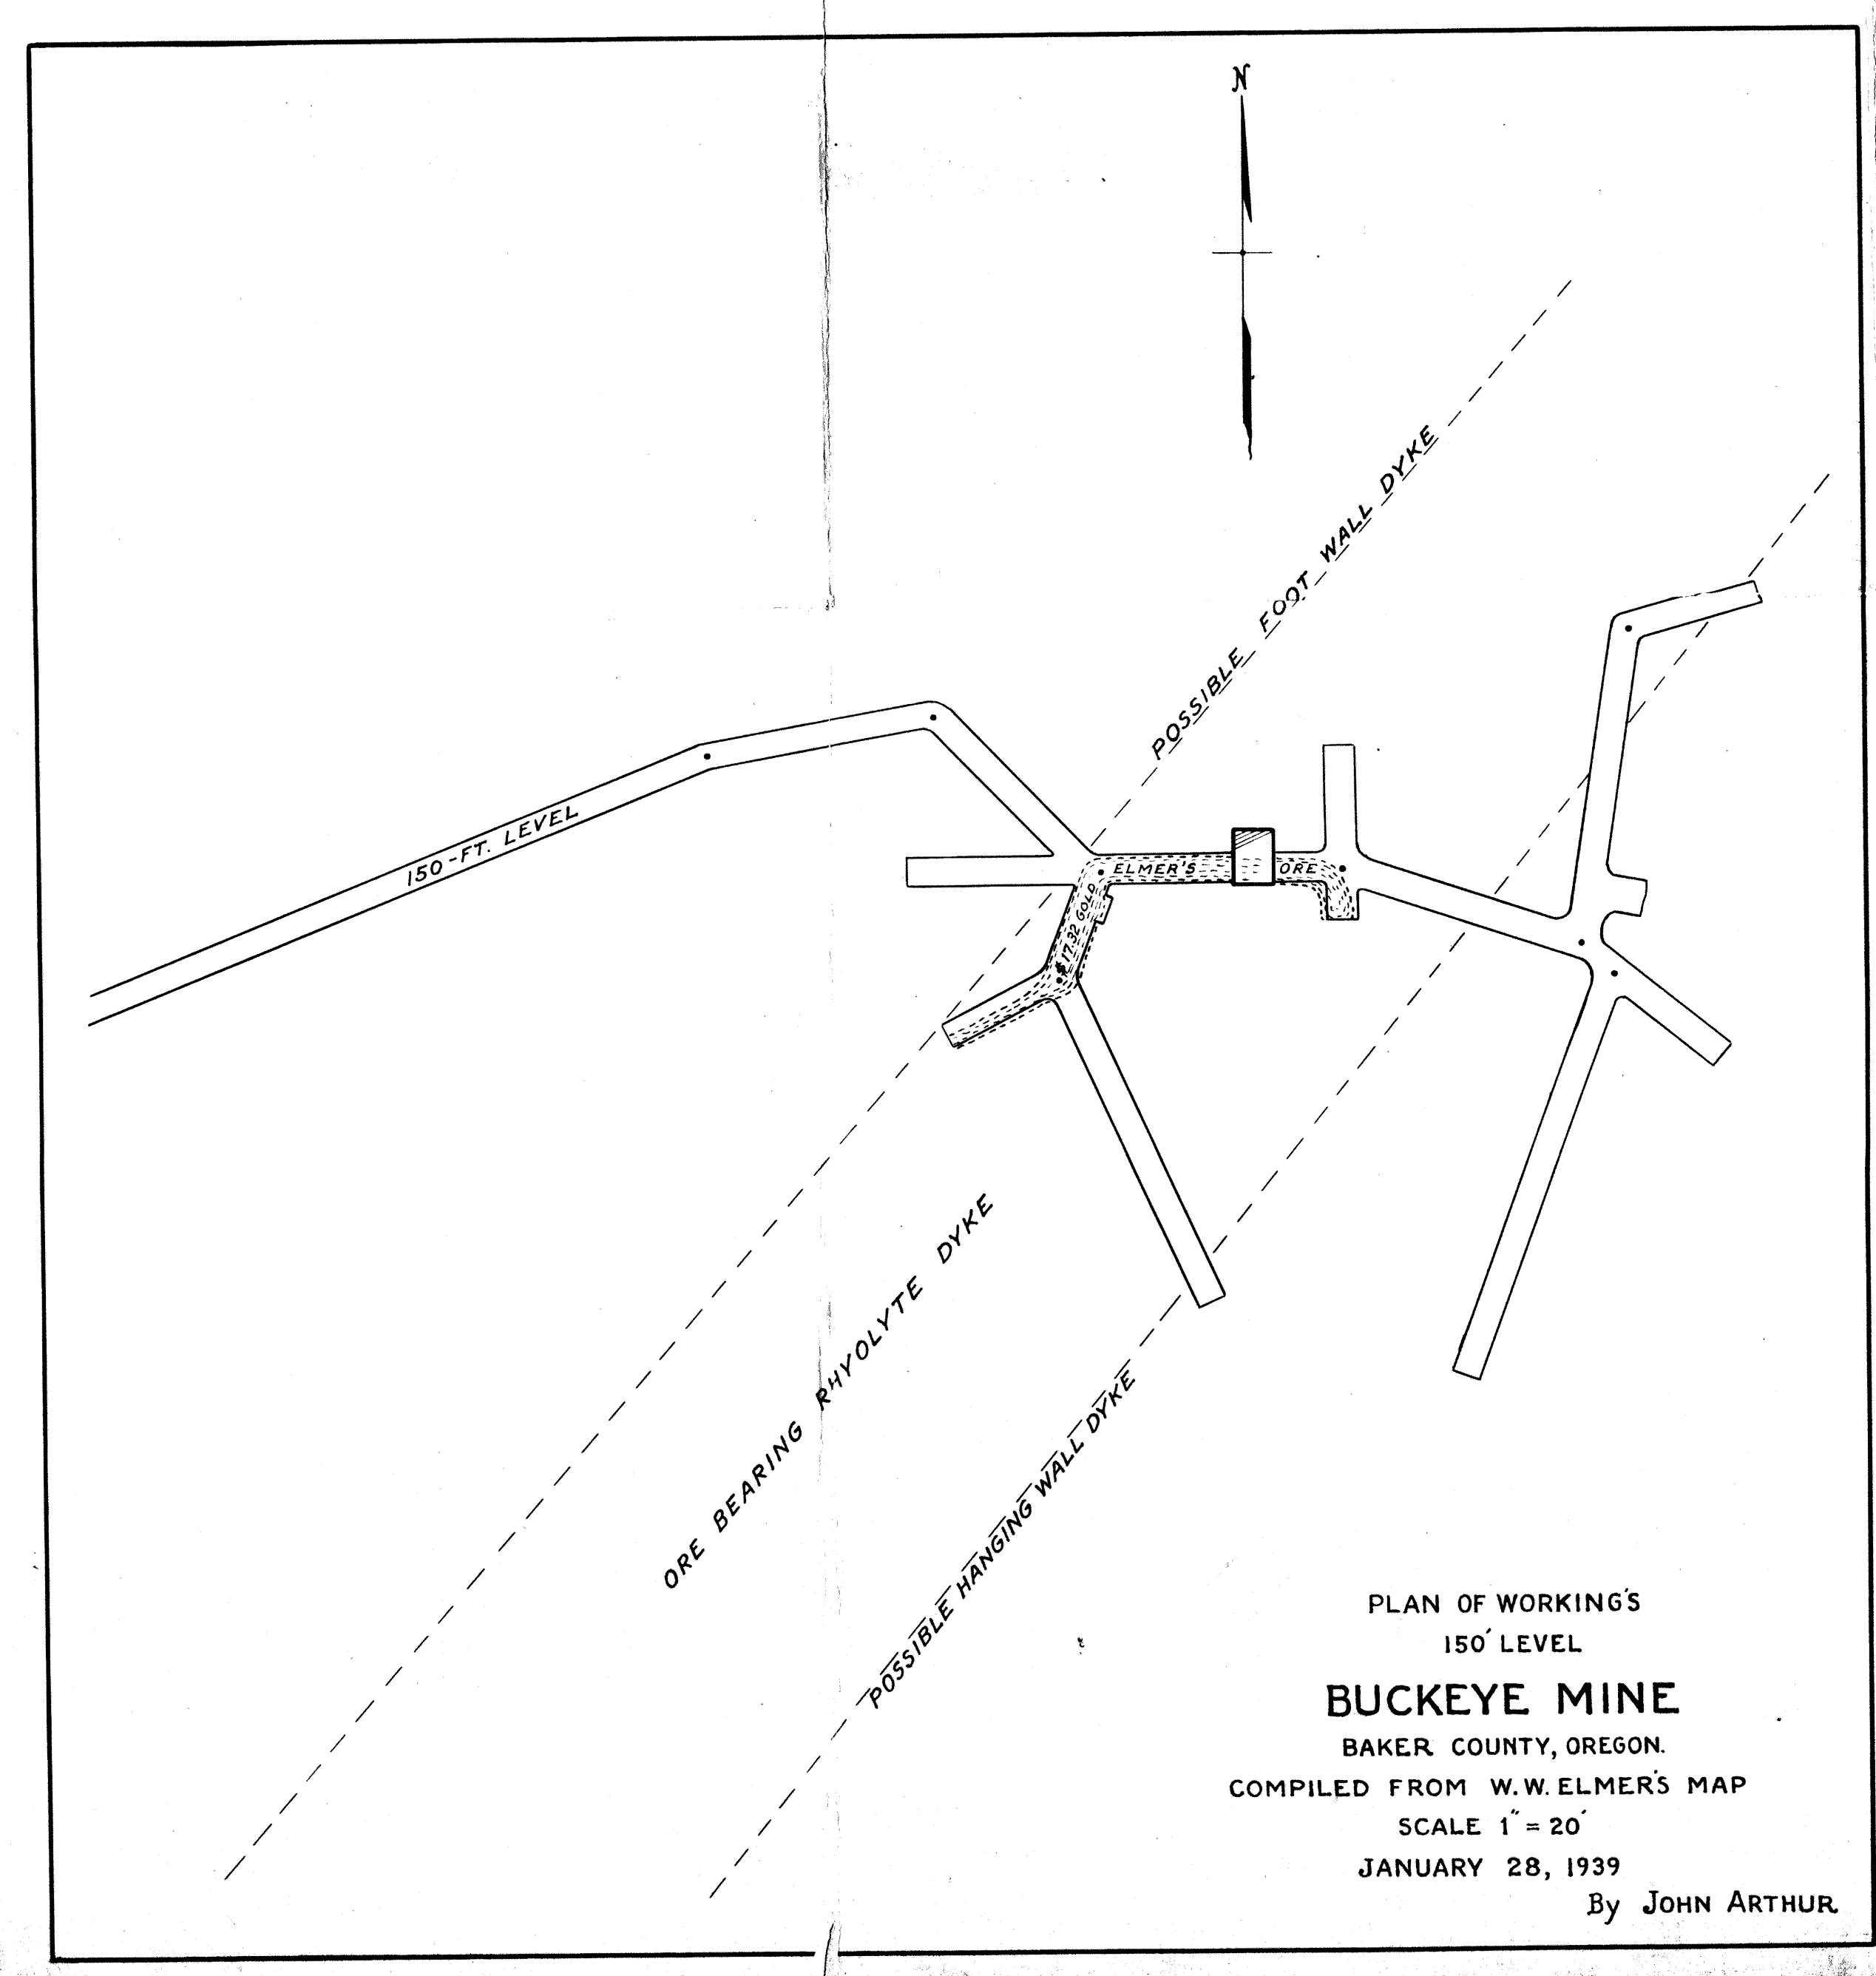 N
POSSIBLE FOOT WALL DYKE
150-FT. LEVEL
ELMER'S ORE
$17.32 GOLD
ORE BEARING RHYOLYTE DYKE
POSSIBLE HANGING WALL DYKE
PLAN OF WORKING'S
150' LEVEL
BUCKEYE MINE
BAKER COUNTY, OREGON.
COMPILED FROM W.W. ELMER'S MAP
SCALE 1" = 20'
JANUARY 28, 1939
By JOHN ARTHUR